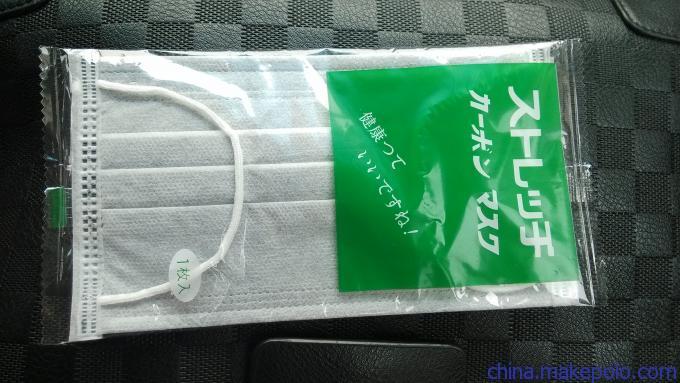 ストレッチ
カーボン マスク
健康って
いいですね！
1枚入
china.makepolo.com